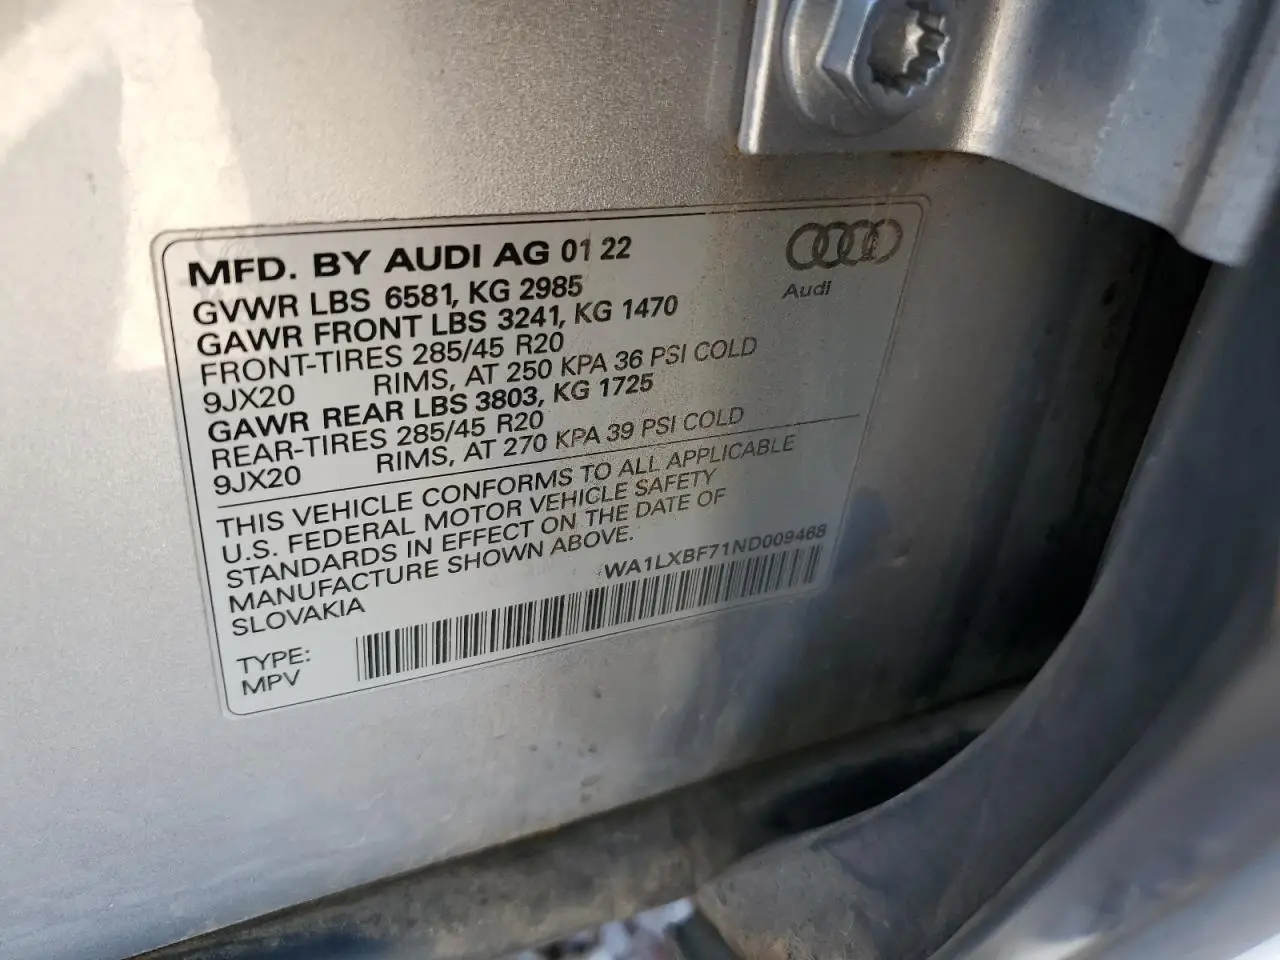 MFD. BY AUDI AG 01 22
Audi
GVWR LBS 6581, KG 2985
GAWR FRONT LBS 3241, KG 1470
FRONT-TIRES 285/45 R20
9JX20 RIMS, AT 250 KPA 36 PSI COLD
GAWR REAR LBS 3803, KG 1725
REAR-TIRES 285/45 R20
9JX20 RIMS, AT 270 KPA 39 PSI COLD
THIS VEHICLE CONFORMS TO ALL APPLICABLE
U.S. FEDERAL MOTOR VEHICLE SAFETY
STANDARDS IN EFFECT ON THE DATE OF
MANUFACTURE SHOWN ABOVE.
SLOVAKIA
WA1LXBF71ND009468
TYPE:
MPV